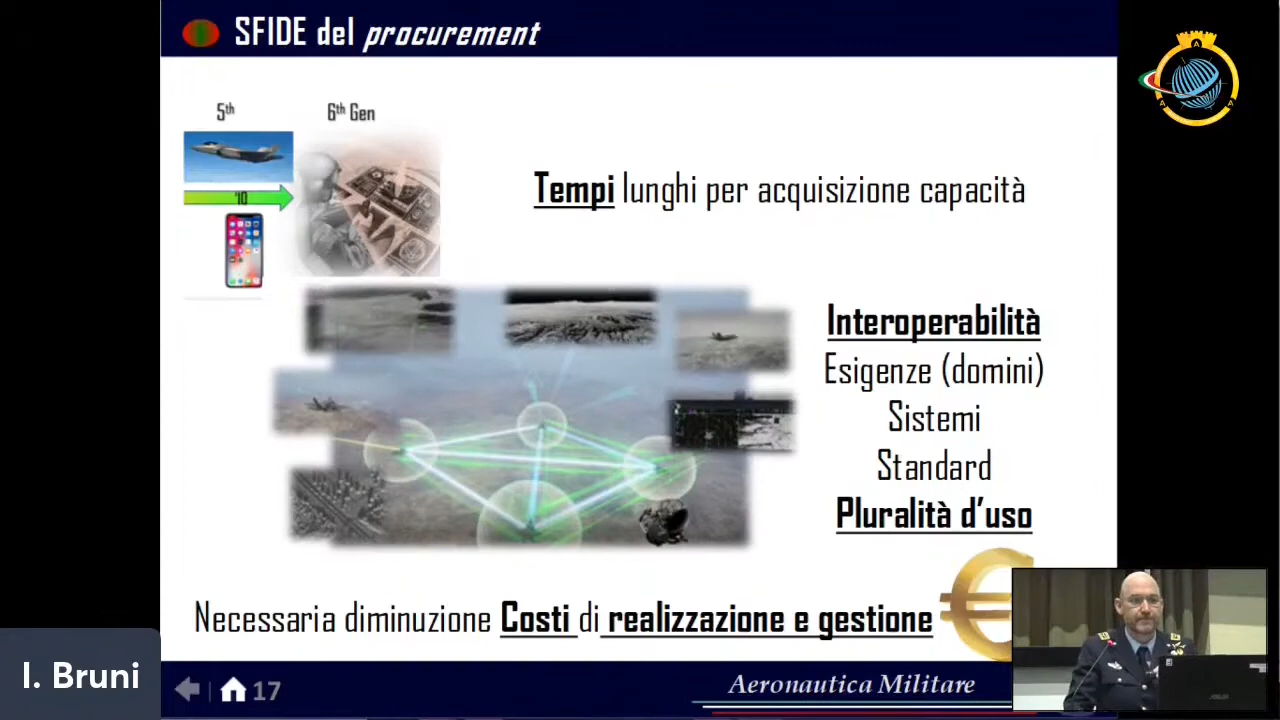 SFIDE del procurement
5th
6th Gen
'10
Tempi lunghi per acquisizione capacità
Interoperabilità
Esigenze (domini)
Sistemi
Standard
Pluralità d'uso
Necessaria diminuzione Costi di realizzazione e gestione
I. Bruni
17
Aeronautica Militare
ASUS